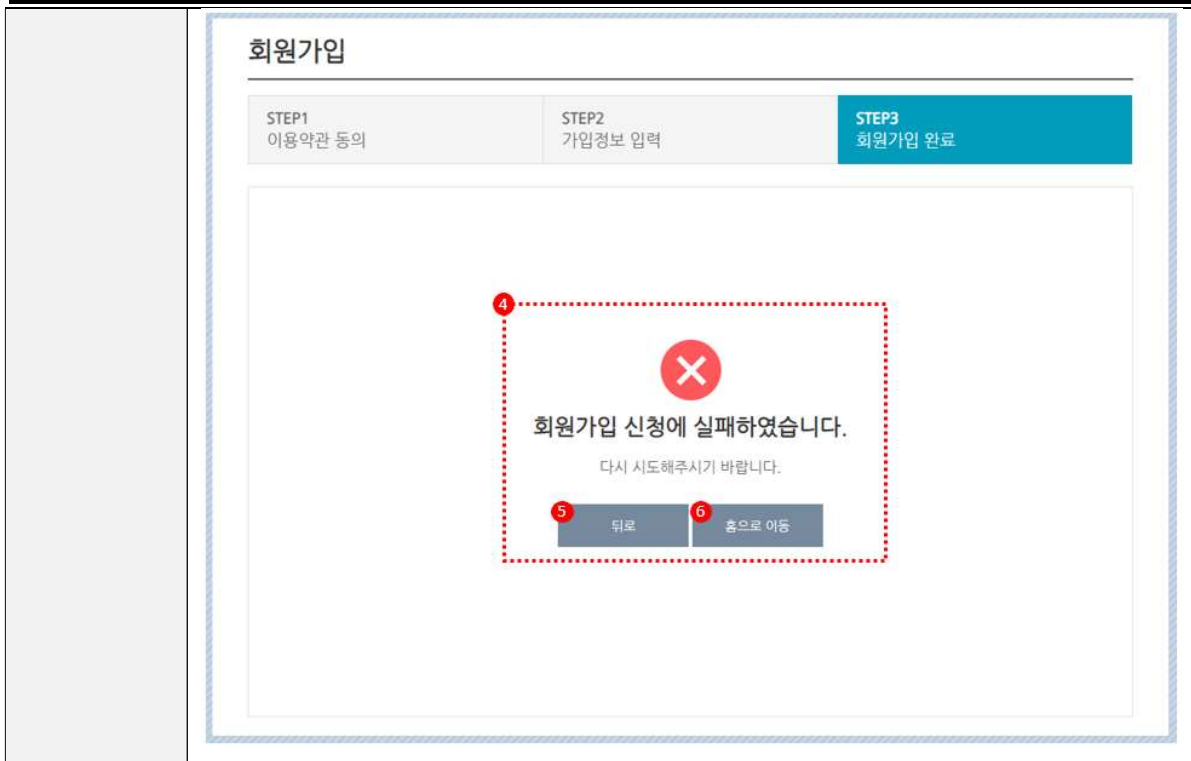 회원가입
STEP1
이용약관 동의
STEP2
가입정보 입력
STEP3
회원가입 완료
4
회원가입 신청에 실패하였습니다.
다시 시도해주시기 바랍니다.
5
뒤로
6
홈으로 이동